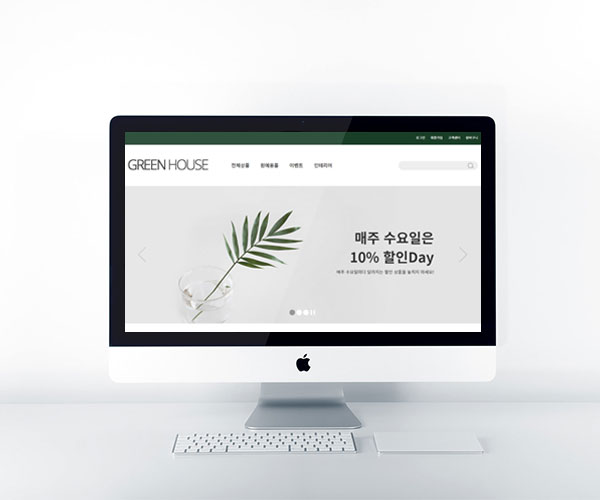 로그인 회원가입 고객센터 장바구니
GREEN HOUSE 전체상품 원예용품 이벤트 인테리어
매주 수요일은
10% 할인Day
매주 수요일마다 달라지는 할인 상품을 놓치지 마세요!